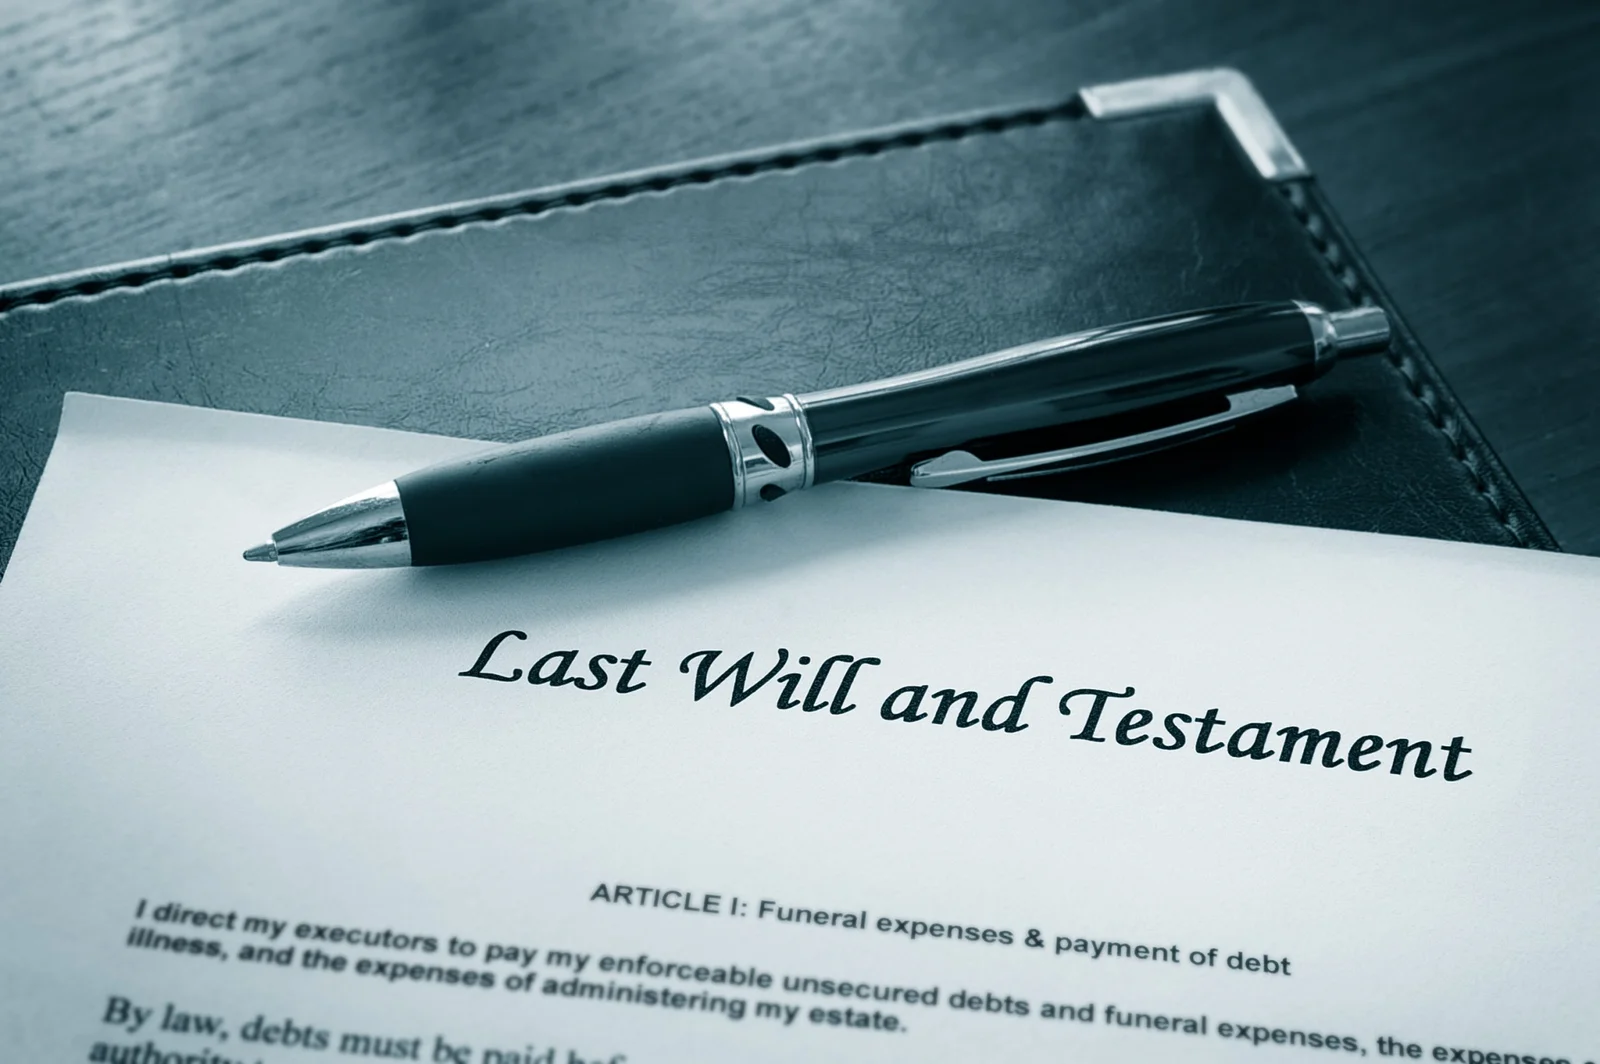 Last Will and Testament
ARTICLE I: Funeral expenses & payment of debt
I direct my executors to pay my enforceable unsecured debts and funeral expenses, the expenses
illness, and the expenses of administering my estate.
By law, debts must be paid
authority